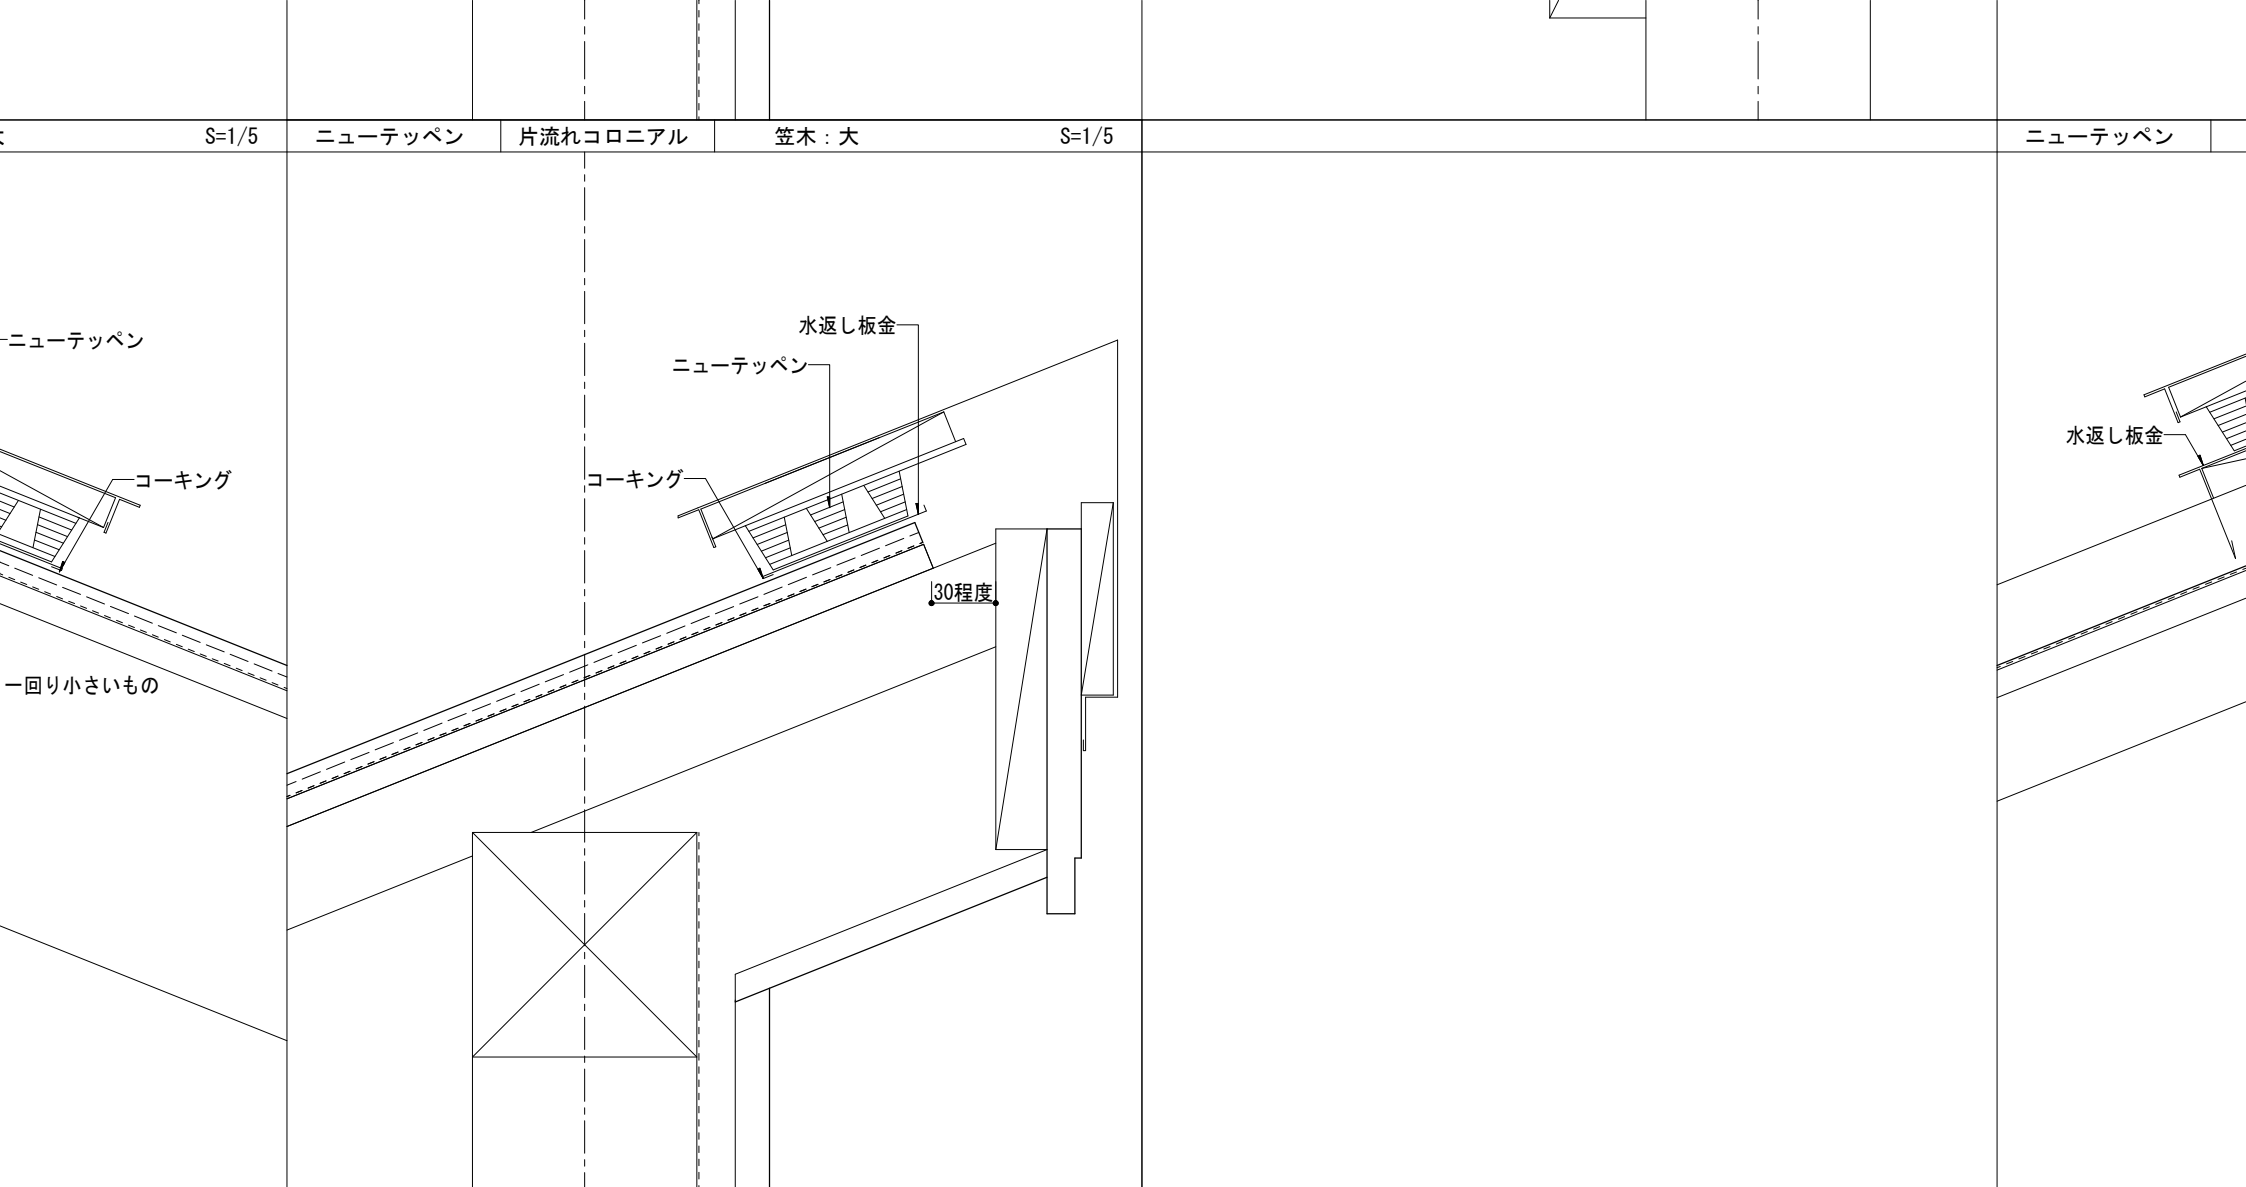 S=1/5
ニューテッペン
片流れコロニアル
笠木：大
S=1/5
ニューテッペン
ニューテッペン
コーキング
一回り小さいもの
水返し板金
ニューテッペン
コーキング
30程度
水返し板金